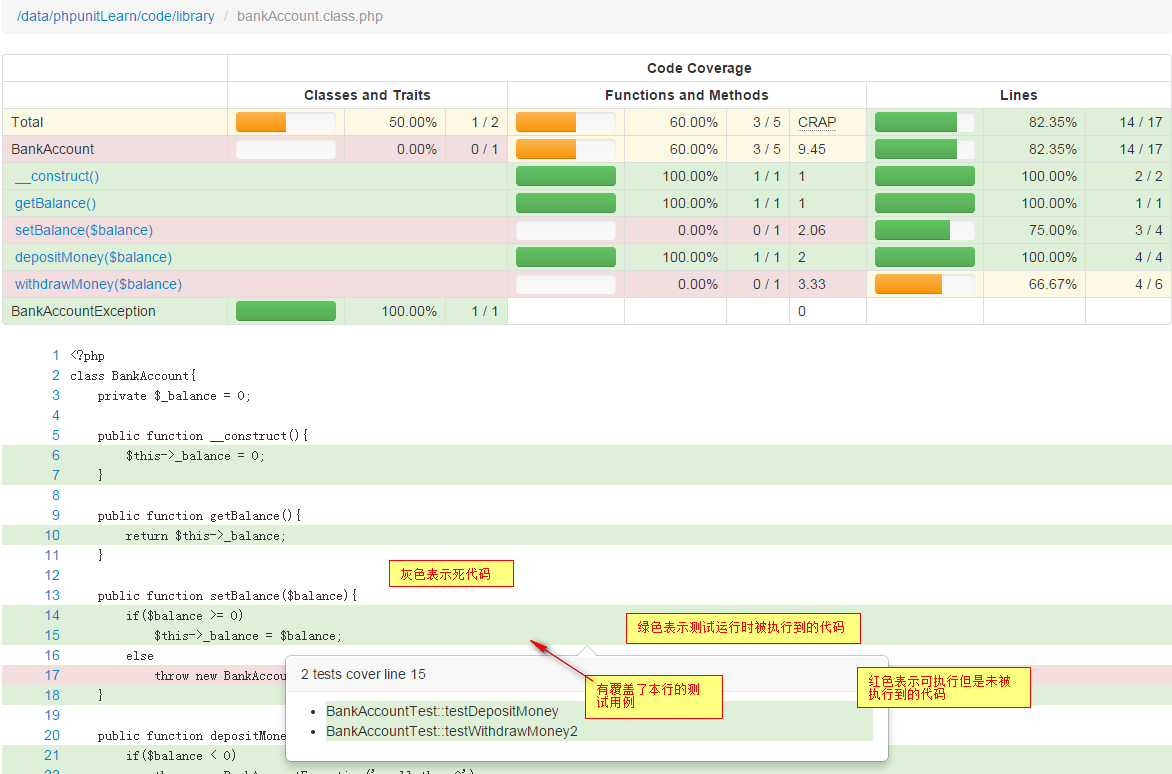 /data/phpunitLearn/code/library / bankAccount.class.php
Code Coverage
Classes and Traits Functions and Methods Lines
Total 50.00% 1 / 2 60.00% 3 / 5 CRAP 82.35% 14 / 17
BankAccount 0.00% 0 / 1 60.00% 3 / 5 9.45 82.35% 14 / 17
__construct() 100.00% 1 / 1 1 100.00% 2 / 2
getBalance() 100.00% 1 / 1 1 100.00% 1 / 1
setBalance($balance) 0.00% 0 / 1 2.06 75.00% 3 / 4
depositMoney($balance) 100.00% 1 / 1 2 100.00% 4 / 4
withdrawMoney($balance) 0.00% 0 / 1 3.33 66.67% 4 / 6
BankAccountException 100.00% 1 / 1 0
1 <?php
2 class BankAccount{
3 private $_balance = 0;
4
5 public function __construct(){
6 $this->_balance = 0;
7 }
8
9 public function getBalance(){
10 return $this->_balance;
11 }
灰色表示死代码
12
13 public function setBalance($balance){
14 if($balance >= 0)
绿色表示测试运行时被执行到的代码
15 $this->_balance = $balance;
16 else
17 throw new BankAccou
18 }
19
20 public function depositMone
21 if($balance < 0)
2 tests cover line 15
有覆盖了本行的测
试用例
红色表示可执行但是未被
执行到的代码
BankAccountTest::testDepositMoney
BankAccountTest::testWithdrawMoney2